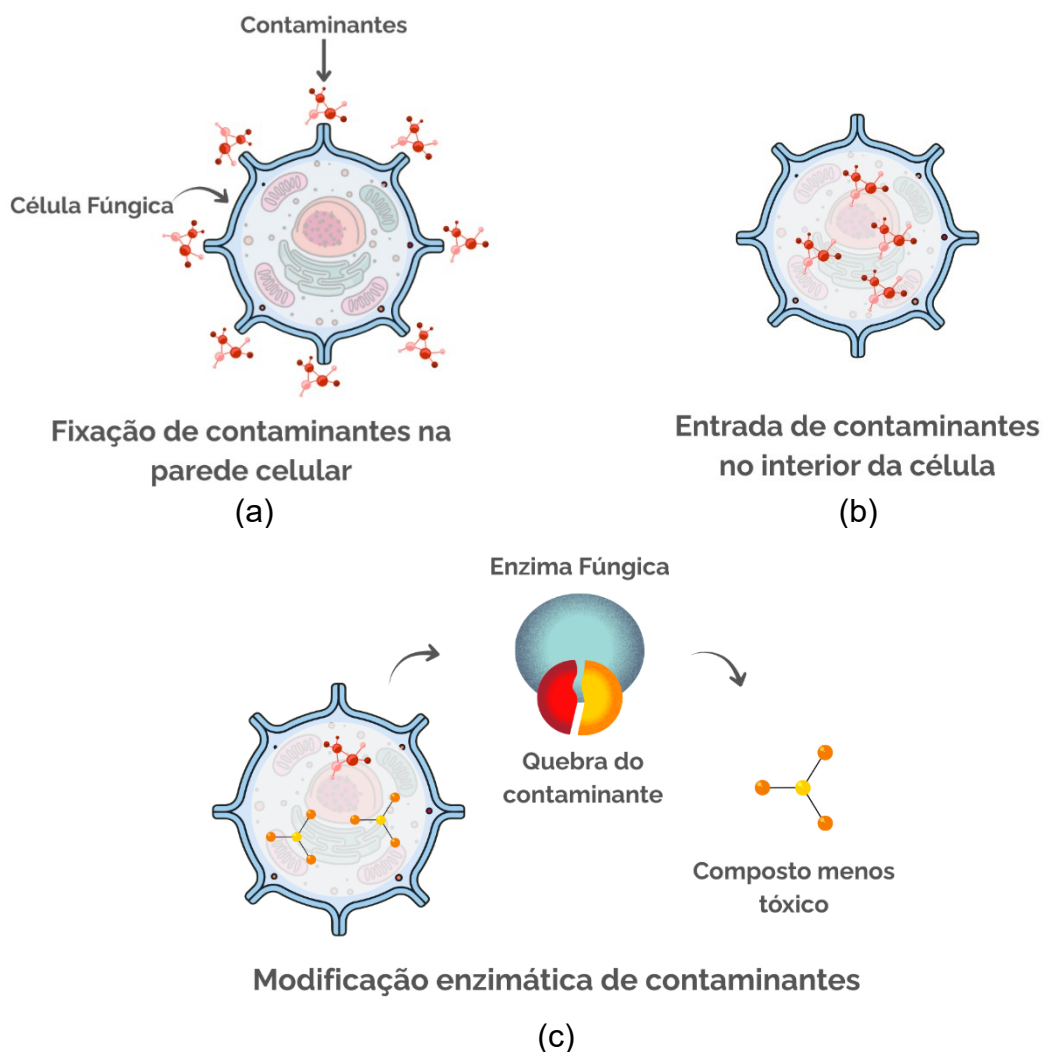 Contaminantes
Célula Fúngica
Fixação de contaminantes na
parede celular
(a)
Entrada de contaminantes
no interior da célula
(b)
Enzima Fúngica
Quebra do
contaminante
Composto menos
tóxico
Modificação enzimática de contaminantes
(c)